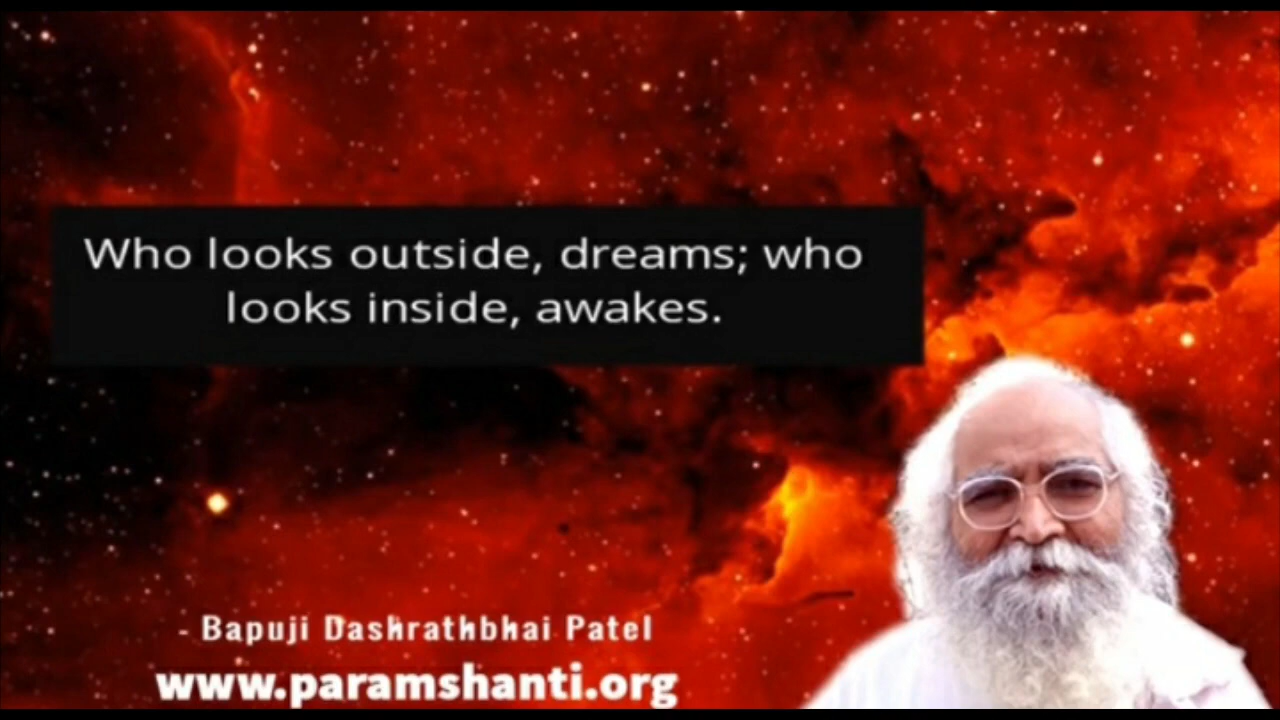 Who looks outside, dreams; who
looks inside, awakes.
- Bapuji Dashrathbhai Patel
www.paramshanti.org